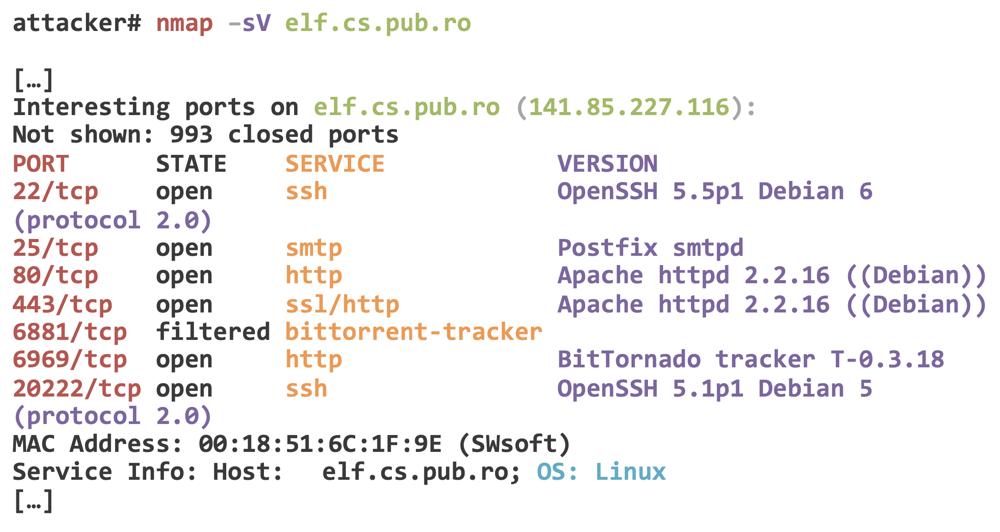 attacker# nmap –sV elf.cs.pub.ro
[…]
Interesting ports on elf.cs.pub.ro (141.85.227.116):
Not shown: 993 closed ports
PORT STATE SERVICE VERSION
22/tcp open ssh OpenSSH 5.5p1 Debian 6
(protocol 2.0)
25/tcp open smtp Postfix smtpd
80/tcp open http Apache httpd 2.2.16 ((Debian))
443/tcp open ssl/http Apache httpd 2.2.16 ((Debian))
6881/tcp filtered bittorrent-tracker
6969/tcp open http BitTornado tracker T-0.3.18
20222/tcp open ssh OpenSSH 5.1p1 Debian 5
(protocol 2.0)
MAC Address: 00:18:51:6C:1F:9E (SWsoft)
Service Info: Host: elf.cs.pub.ro; OS: Linux
[…]